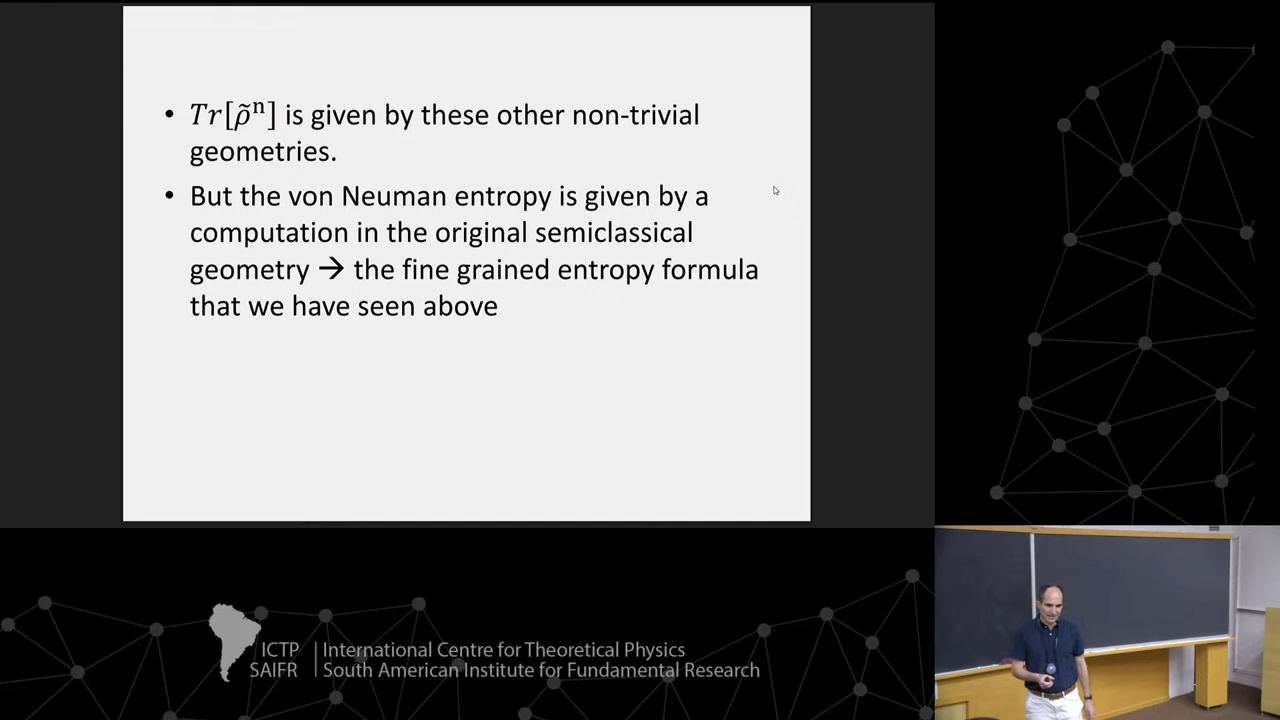 • Tr[ρ̃ⁿ] is given by these other non-trivial
geometries.
• But the von Neuman entropy is given by a
computation in the original semiclassical
geometry → the fine grained entropy formula
that we have seen above
ICTP
SAIFR
International Centre for Theoretical Physics
South American Institute for Fundamental Research